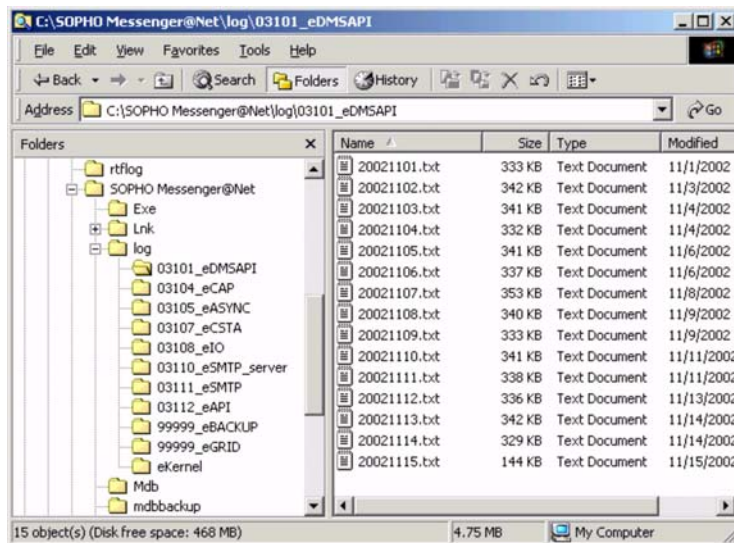 C:\SOPHO Messenger@Net\log\03101_eDMSAPI
File Edit View Favorites Tools Help
Back Search Folders History
Address C:\SOPHO Messenger@Net\log\03101_eDMSAPI Go
Folders
rtflog
SOPHO Messenger@Net
Exe
Lnk
log
03101_eDMSAPI
03104_eCAP
03105_eASYNC
03107_eCSTA
03108_eIO
03110_eSMTP_server
03111_eSMTP
03112_eAPI
99999_eBACKUP
99999_eGRID
eKernel
Mdb
mdbbackup
Name Size Type Modified
20021101.txt 333 KB Text Document 11/1/2002
20021102.txt 342 KB Text Document 11/3/2002
20021103.txt 341 KB Text Document 11/4/2002
20021104.txt 332 KB Text Document 11/4/2002
20021105.txt 341 KB Text Document 11/6/2002
20021106.txt 337 KB Text Document 11/6/2002
20021107.txt 353 KB Text Document 11/8/2002
20021108.txt 340 KB Text Document 11/9/2002
20021109.txt 333 KB Text Document 11/9/2002
20021110.txt 341 KB Text Document 11/11/2002
20021111.txt 338 KB Text Document 11/11/2002
20021112.txt 336 KB Text Document 11/13/2002
20021113.txt 342 KB Text Document 11/14/2002
20021114.txt 329 KB Text Document 11/14/2002
20021115.txt 144 KB Text Document 11/15/2002
15 object(s) (Disk free space: 468 MB) 4.75 MB My Computer